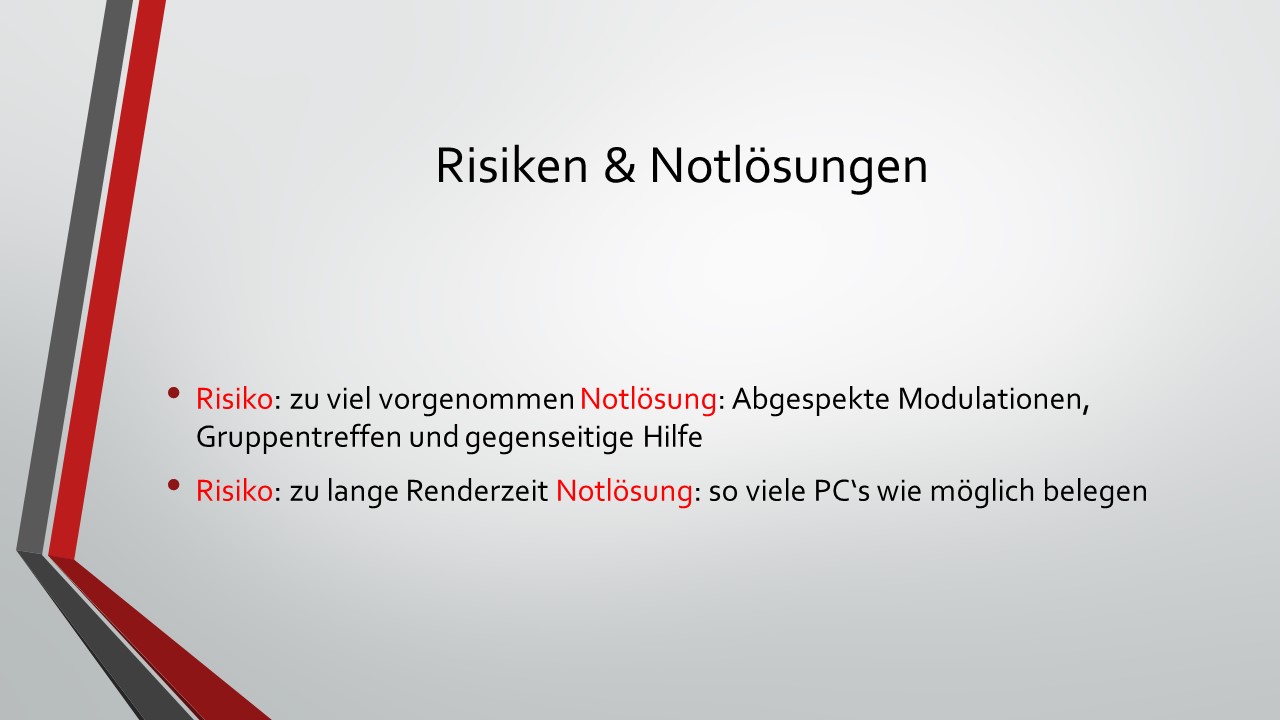 Risiken & Notlösungen
• Risiko: zu viel vorgenommen Notlösung: Abgespekte Modulationen,
Gruppentreffen und gegenseitige Hilfe
• Risiko: zu lange Renderzeit Notlösung: so viele PC‘s wie möglich belegen